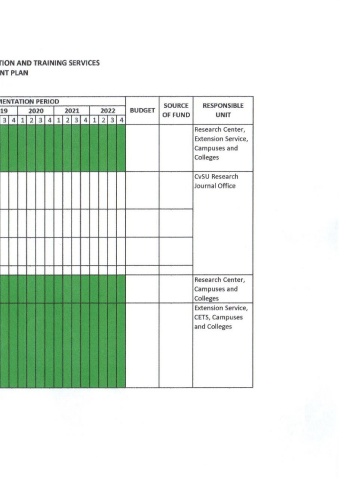 TION AND TRAINING SERVICES
NT PLAN
MENTATION PERIOD
BUDGET
SOURCE
OF FUND
RESPONSIBLE
UNIT
19 2020 2021 2022
3 4 1 2 3 4 1 2 3 4 1 2 3 4
Research Center,
Extension Service,
Campuses and
Colleges
CvSU Research
Journal Office
Research Center,
Campuses and
Colleges
Extension Service,
CETS, Campuses
and Colleges